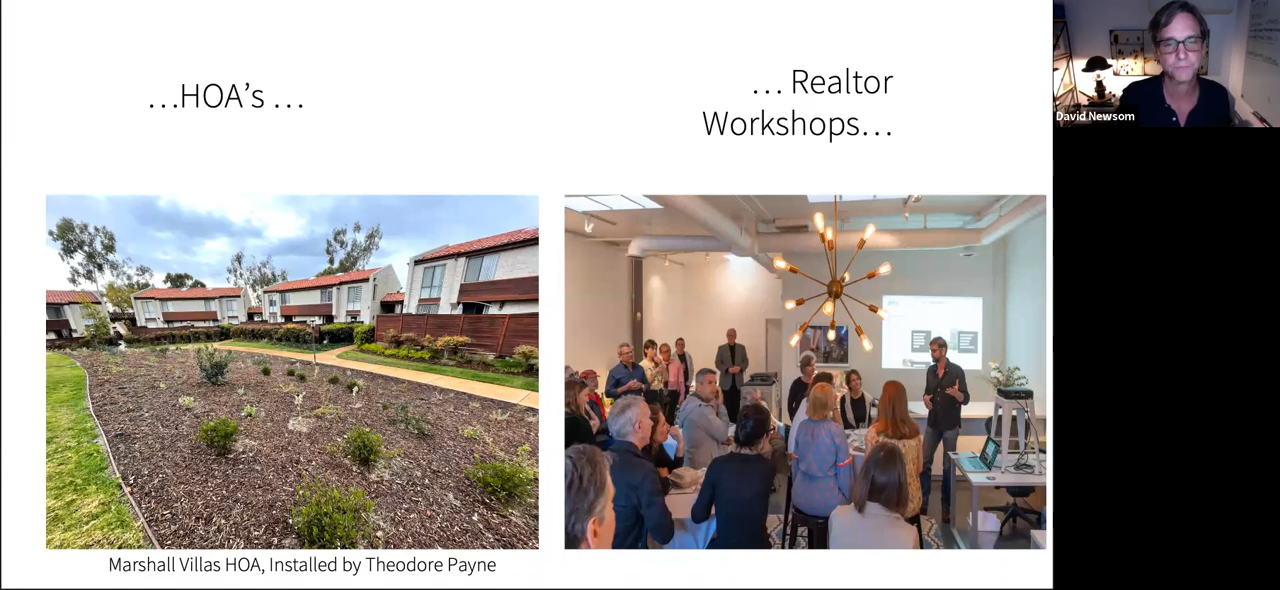 …HOA’s …
… Realtor
Workshops…
David Newsom
Marshall Villas HOA, Installed by Theodore Payne